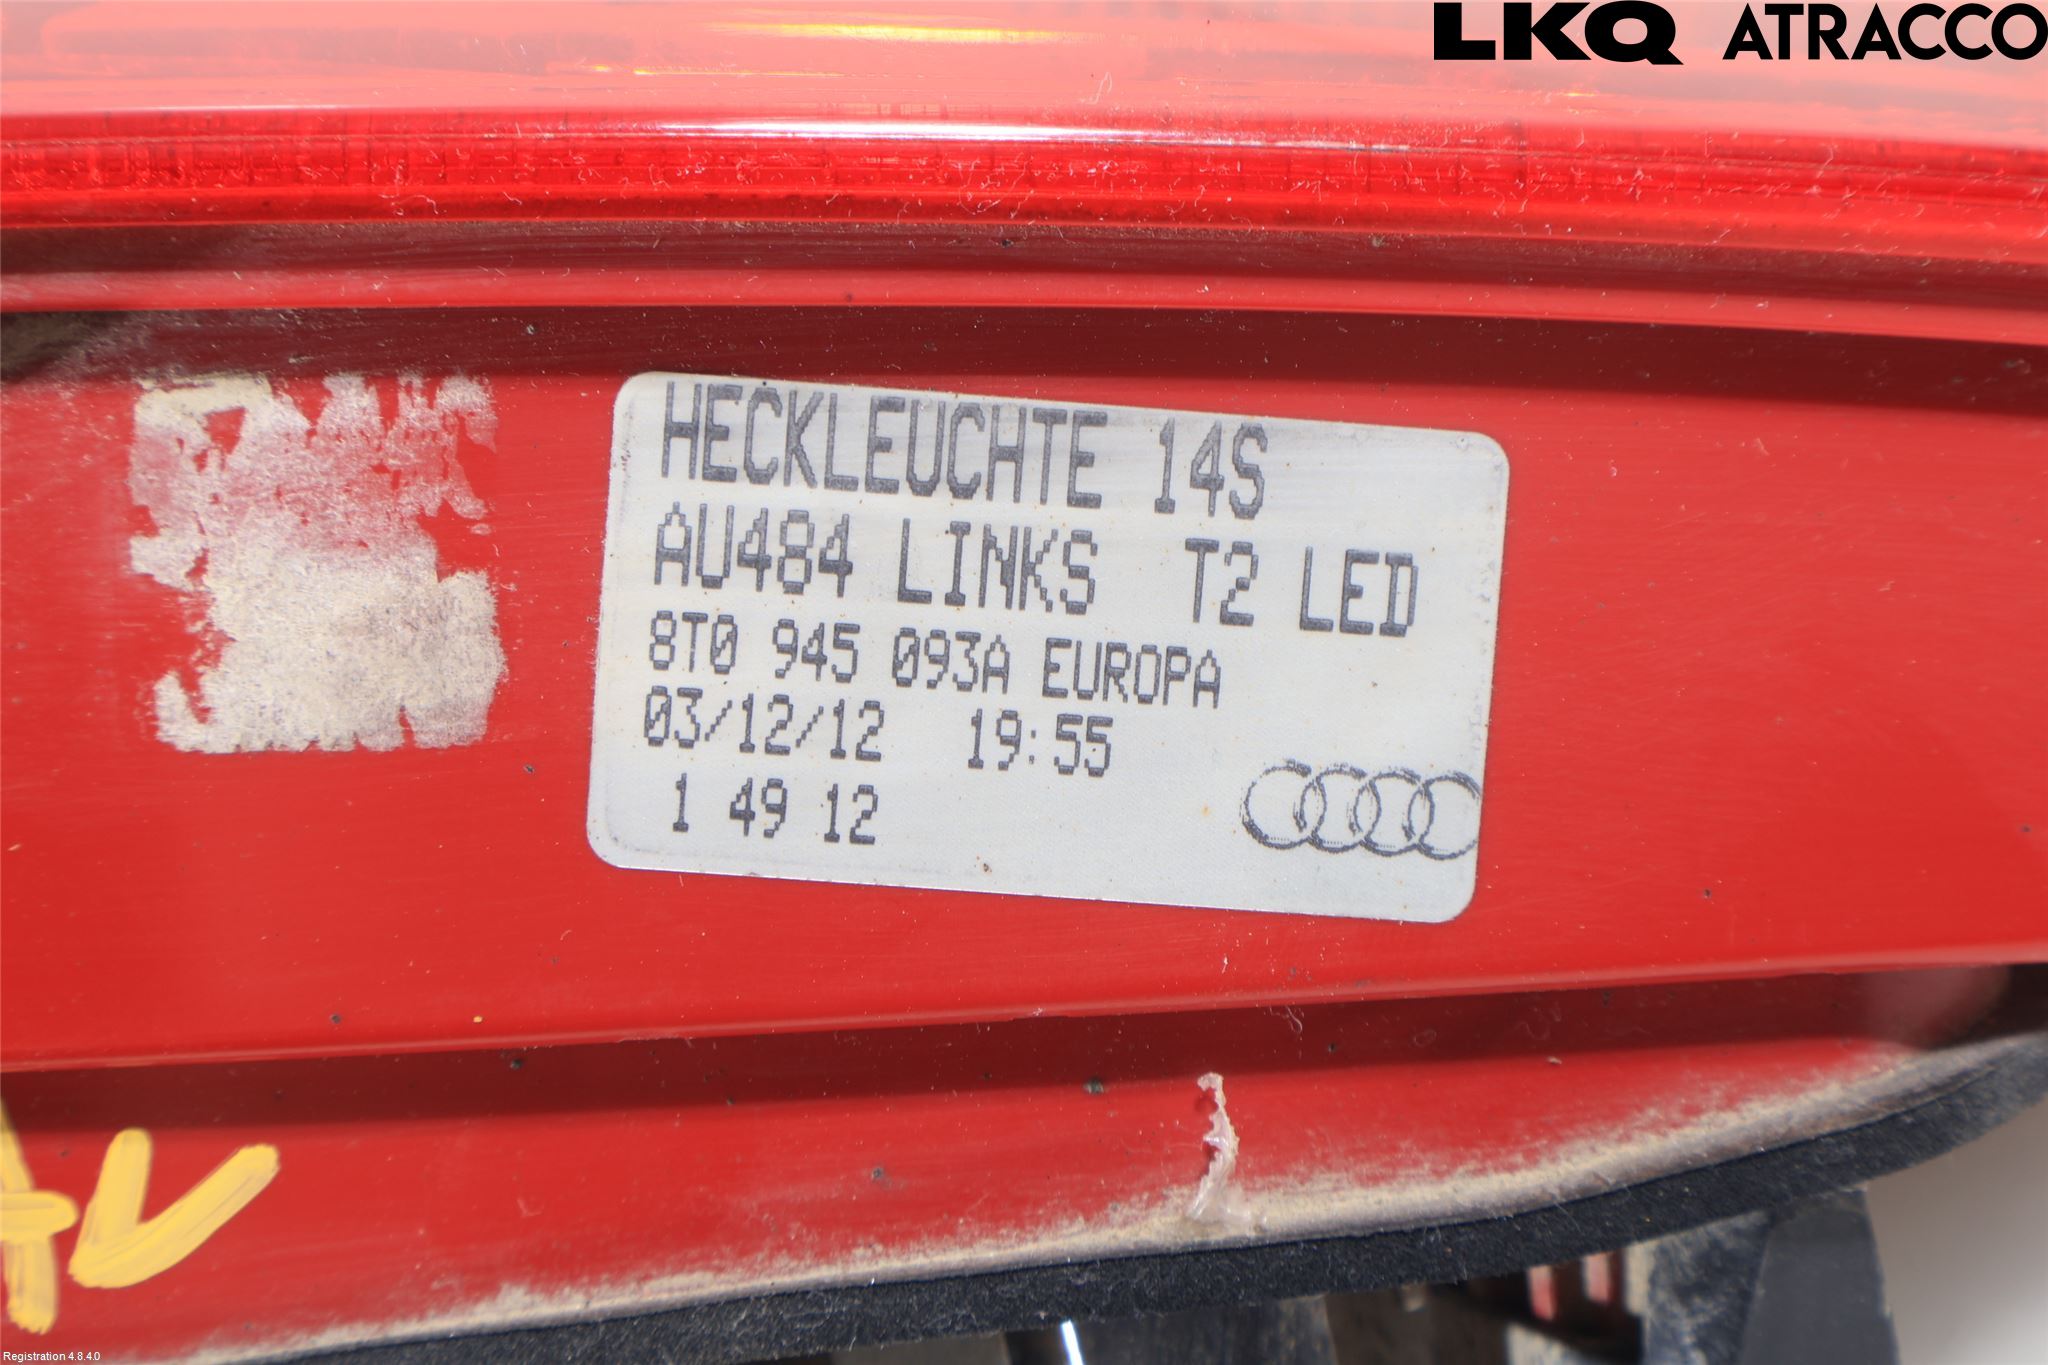 LKQ ATRACCO
HECKLEUCHTE 14S
AU484 LINKS T2 LED
8T0 945 093A EUROPA
03/12/12 19:55
1 49 12
AV
Registration 4.8.4.0